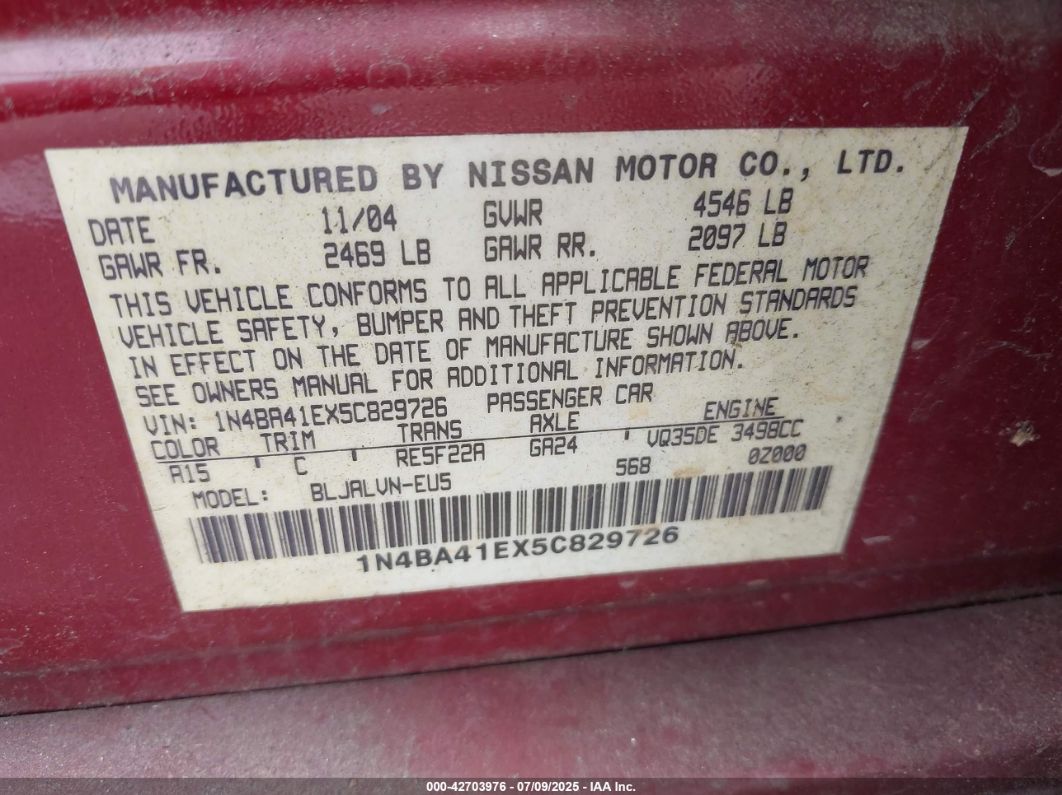 MANUFACTURED BY NISSAN MOTOR CO., LTD.
DATE 11/04 GVWR 4546 LB
GAWR FR. 2469 LB GAWR RR. 2097 LB
THIS VEHICLE CONFORMS TO ALL APPLICABLE FEDERAL MOTOR
VEHICLE SAFETY, BUMPER AND THEFT PREVENTION STANDARDS
IN EFFECT ON THE DATE OF MANUFACTURE SHOWN ABOVE.
SEE OWNERS MANUAL FOR ADDITIONAL INFORMATION.
VIN: 1N4BA41EX5C829726 PASSENGER CAR
COLOR TRIM TRANS AXLE ENGINE
A15 ' C ' RE5F22A GA24 ' VQ35DE 3498CC
MODEL: BLJALVN-EU5 568 0Z000
1N4BA41EX5C829726
000-42703976 - 07/09/2025 - IAA Inc.